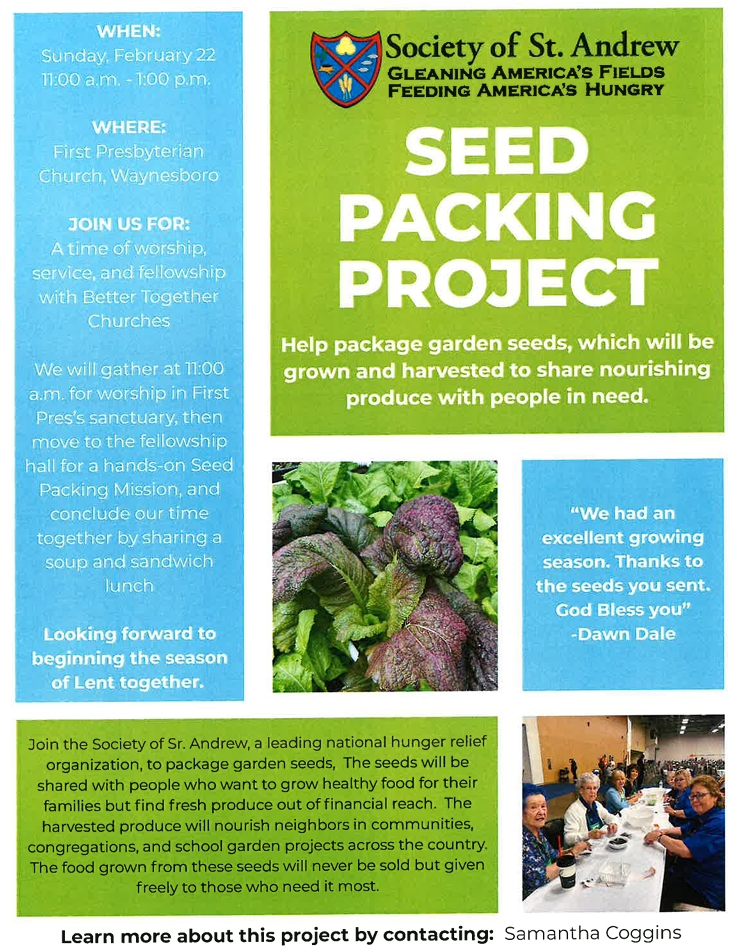 WHEN:
Sunday, February 22
11:00 a.m. - 1:00 p.m.
WHERE:
First Presbyterian
Church, Waynesboro
JOIN US FOR:
A time of worship,
service, and fellowship
with Better Together
Churches
We will gather at 11:00
a.m. for worship in First
Pres's sanctuary, then
move to the fellowship
hall for a hands-on Seed
Packing Mission, and
conclude our time
together by sharing a
soup and sandwich
lunch
Looking forward to
beginning the season
of Lent together.
Society of St. Andrew
GLEANING AMERICA'S FIELDS
FEEDING AMERICA'S HUNGRY
SEED
PACKING
PROJECT
Help package garden seeds, which will be
grown and harvested to share nourishing
produce with people in need.
"We had an
excellent growing
season. Thanks to
the seeds you sent.
God Bless you"
-Dawn Dale
Join the Society of Sr. Andrew, a leading national hunger relief
organization, to package garden seeds, The seeds will be
shared with people who want to grow healthy food for their
families but find fresh produce out of financial reach. The
harvested produce will nourish neighbors in communities,
congregations, and school garden projects across the country.
The food grown from these seeds will never be sold but given
freely to those who need it most.
Learn more about this project by contacting: Samantha Coggins